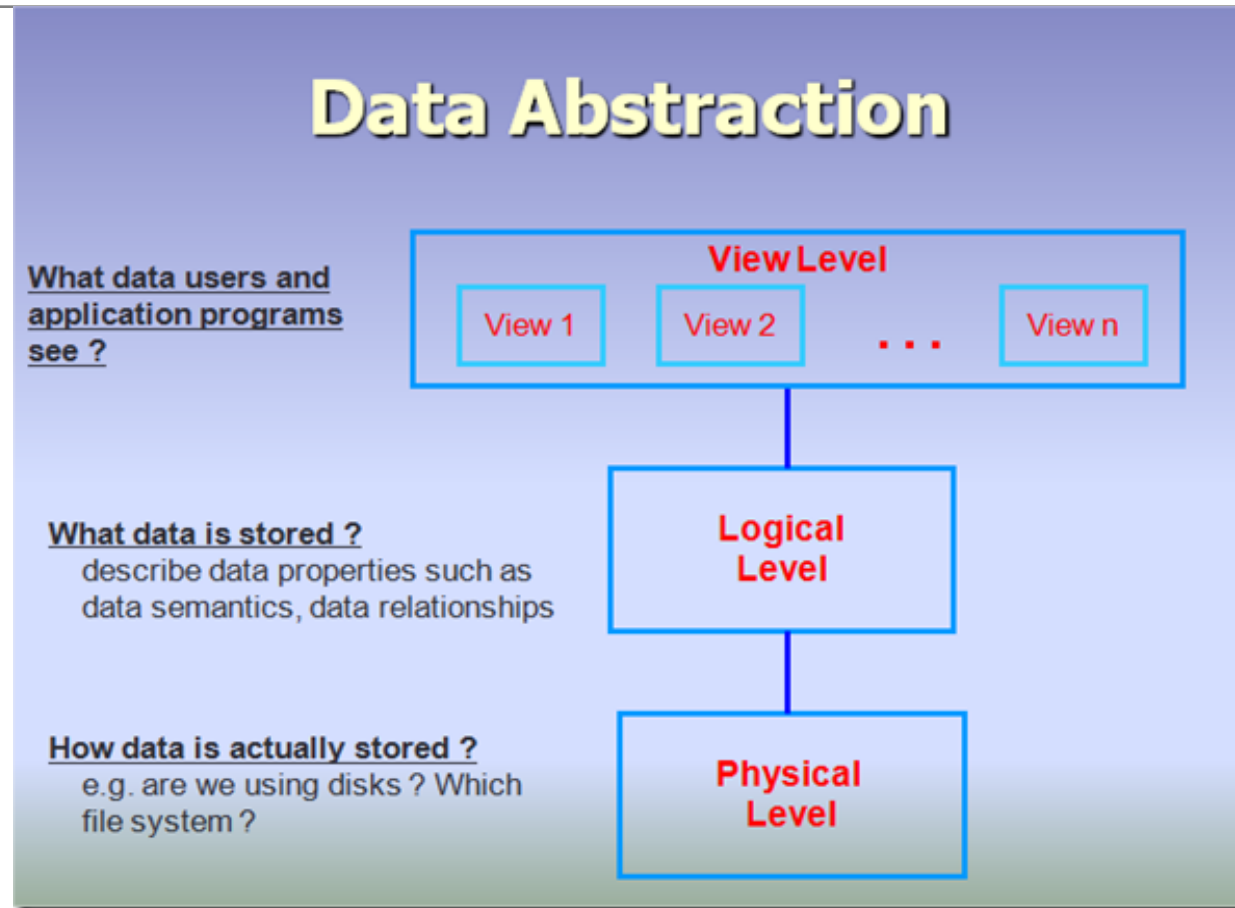 Data Abstraction
What data users and
application programs
see ?
View Level
View 1
View 2
. . .
View n
What data is stored ?
describe data properties such as
data semantics, data relationships
Logical
Level
How data is actually stored ?
e.g. are we using disks ? Which
file system ?
Physical
Level